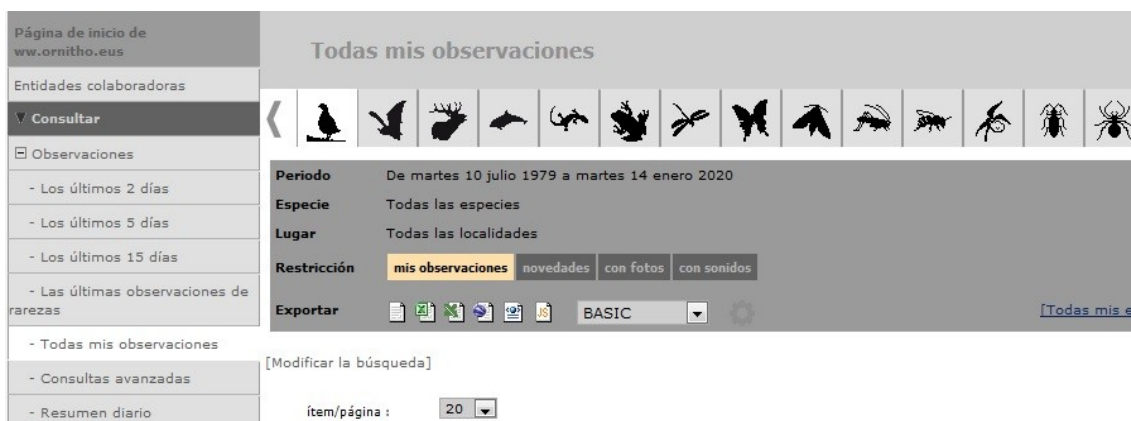 Página de inicio de
ww.ornitho.eus
Entidades colaboradoras
Consultar
Observaciones
- Los últimos 2 días
- Los últimos 5 días
- Los últimos 15 días
- Las últimas observaciones de
rarezas
- Todas mis observaciones
- Consultas avanzadas
- Resumen diario
Todas mis observaciones
Periodo De martes 10 julio 1979 a martes 14 enero 2020
Especie Todas las especies
Lugar Todas las localidades
Restricción mis observaciones novedades con fotos con sonidos
Exportar BASIC [Todas mis e
[Modificar la búsqueda]
ítem/página : 20